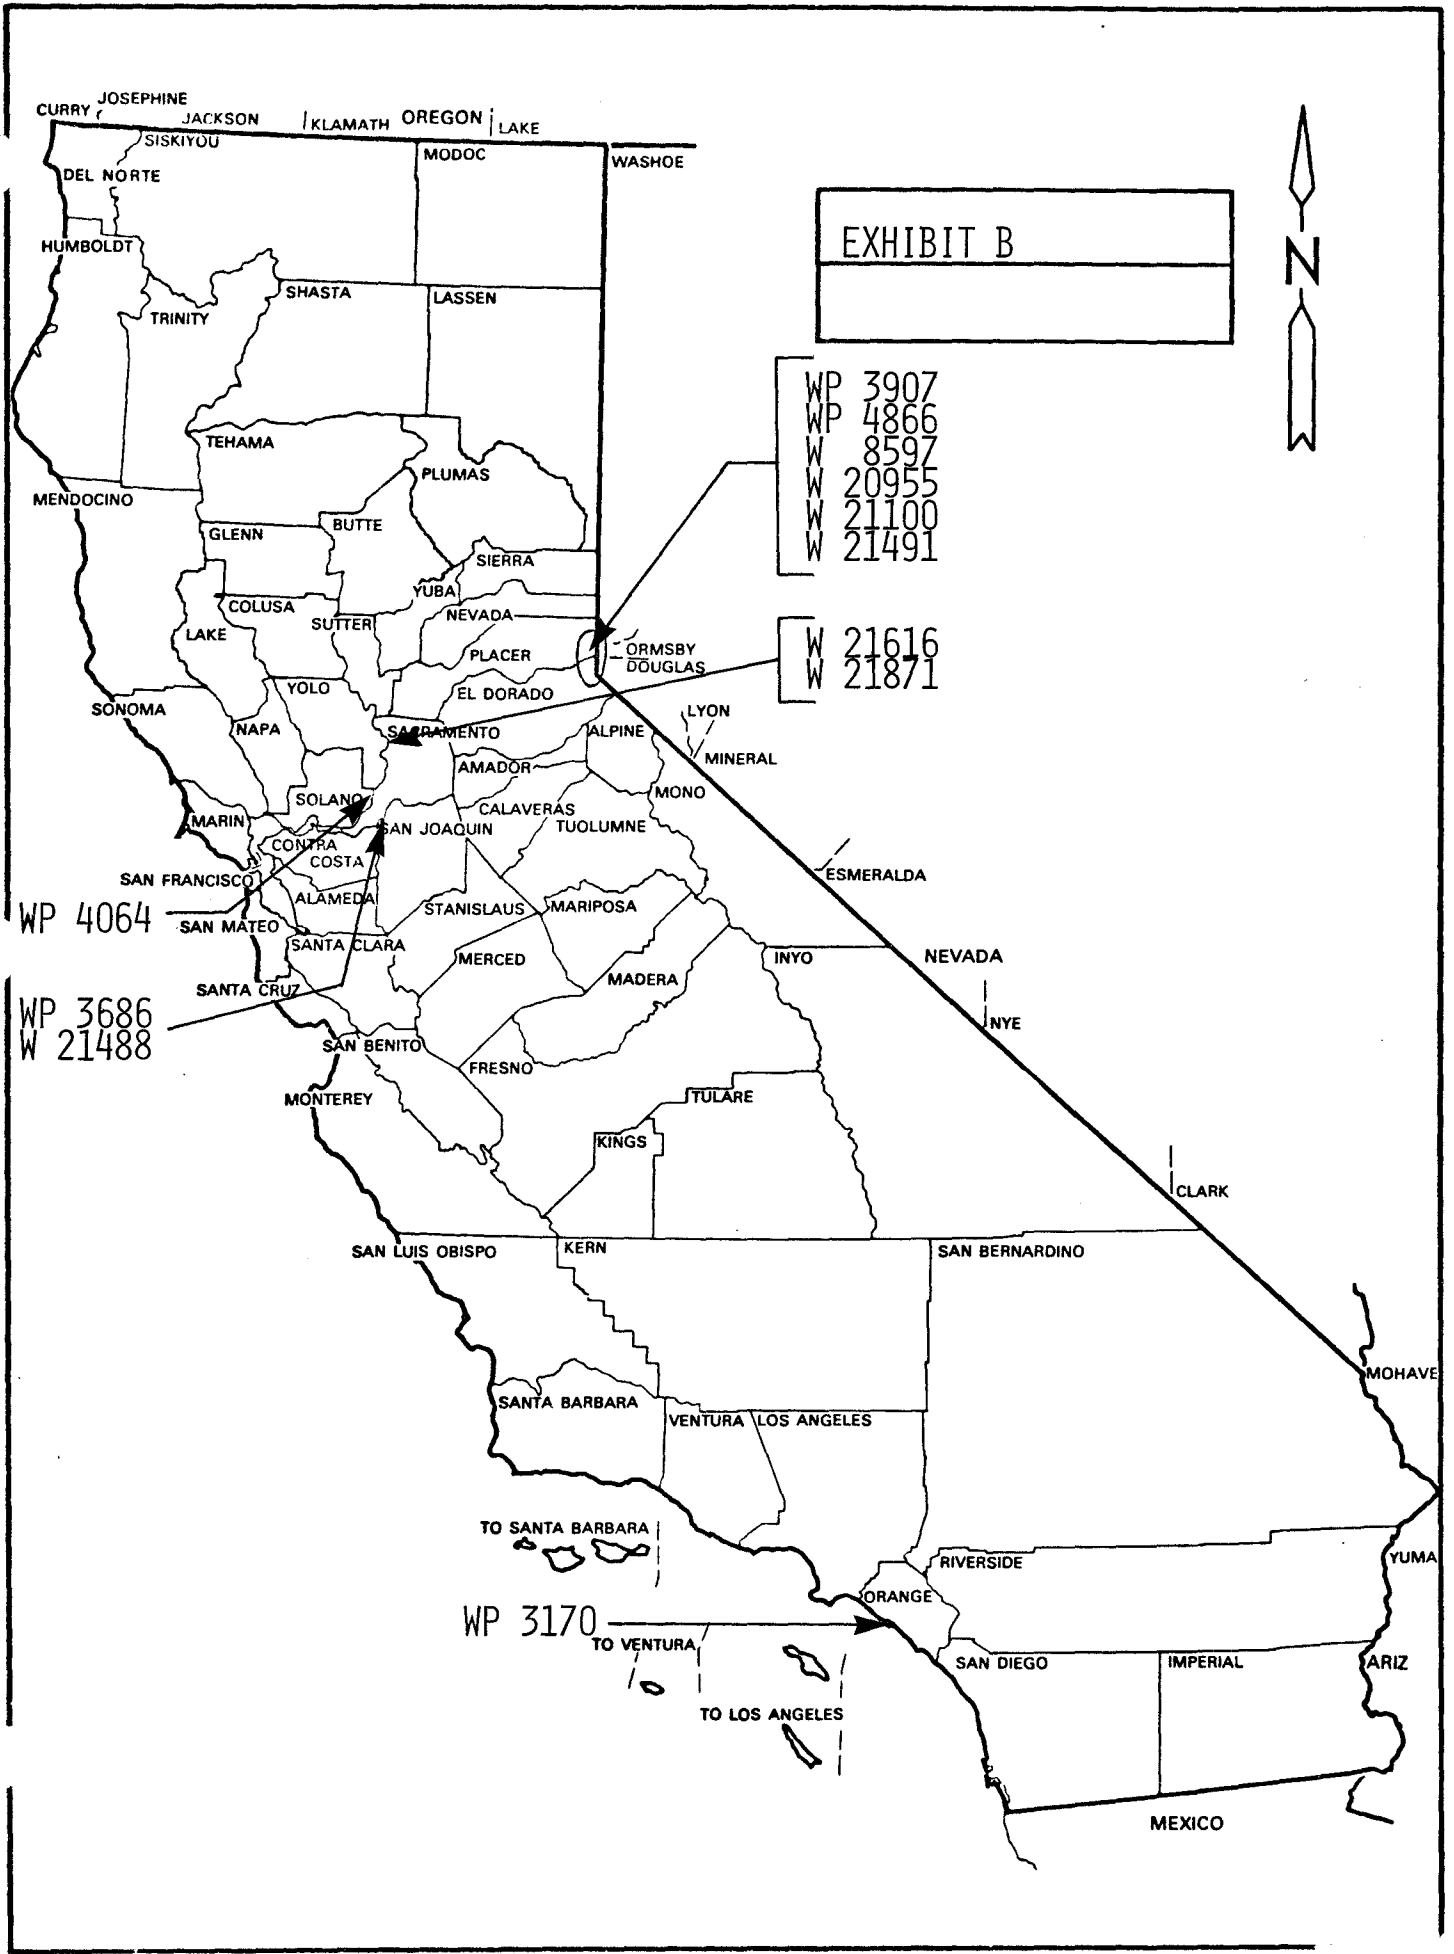 CURRY
JOSEPHINE
JACKSON
KLAMATH
OREGON
LAKE
SISKIYOU
MODOC
WASHOE
DEL NORTE
EXHIBIT B
N
HUMBOLDT
TRINITY
SHASTA
LASSEN
WP 3907
WP 4866
W 8597
W 20955
W 21100
W 21491
TEHAMA
PLUMAS
MENDOCINO
GLENN
BUTTE
SIERRA
YUBA
COLUSA
NEVADA
SUTTER
LAKE
PLACER
ORMSBY
DOUGLAS
W 21616
W 21871
YOLO
EL DORADO
SONOMA
NAPA
SACRAMENTO
ALPINE
LYON
MINERAL
AMADOR
MONO
SOLANO
CALAVERAS
MARIN
SAN JOAQUIN
TUOLUMNE
CONTRA
COSTA
SAN FRANCISCO
ESMERALDA
ALAMEDA
STANISLAUS
MARIPOSA
WP 4064
SAN MATEO
SANTA CLARA
MERCED
INYO
NEVADA
MADERA
SANTA CRUZ
WP 3686
W 21488
NYE
SAN BENITO
FRESNO
MONTEREY
TULARE
KINGS
CLARK
SAN LUIS OBISPO
KERN
SAN BERNARDINO
MOHAVE
SANTA BARBARA
VENTURA
LOS ANGELES
TO SANTA BARBARA
RIVERSIDE
YUMA
ORANGE
WP 3170
TO VENTURA
SAN DIEGO
IMPERIAL
ARIZ
TO LOS ANGELES
MEXICO